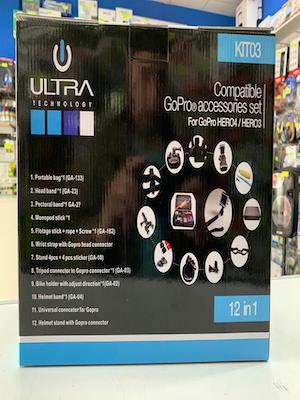 KIT03
ULTRA
TECHNOLOGY
Compatible
GoPro® accessories set
For GoPro HERO4 / HERO3
1. Portable bag*1 (GA-133)
2. Head band*1 (GA-23)
3. Pectoral band*1 GA-27
4. Monopod stick*1
5. Flotage stick + rope + Screw*1 (GA-162)
6. Wrist strap with Gopro head connector
7. Stand 4pcs + 4 pcs sticker (GA-10)
8. Tripod connector to Gopro connector*1 (GA-03)
9. Bike holder with adjust direction*1(GA-02)
10. Helmet band*1 (GA-04)
11. Universal conncetor for Gopro
12. Helmet stand with Gopro connector
12 in 1